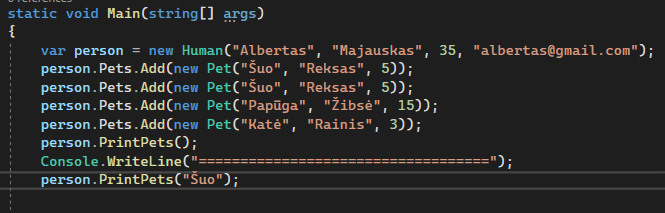 static void Main(string[] args)
{
var person = new Human("Albertas", "Majauskas", 35, "albertas@gmail.com");
person.Pets.Add(new Pet("Šuo", "Reksas", 5));
person.Pets.Add(new Pet("Šuo", "Reksas", 5));
person.Pets.Add(new Pet("Papūga", "Žibsė", 15));
person.Pets.Add(new Pet("Katė", "Rainis", 3));
person.PrintPets();
Console.WriteLine("===================================");
person.PrintPets("Šuo");